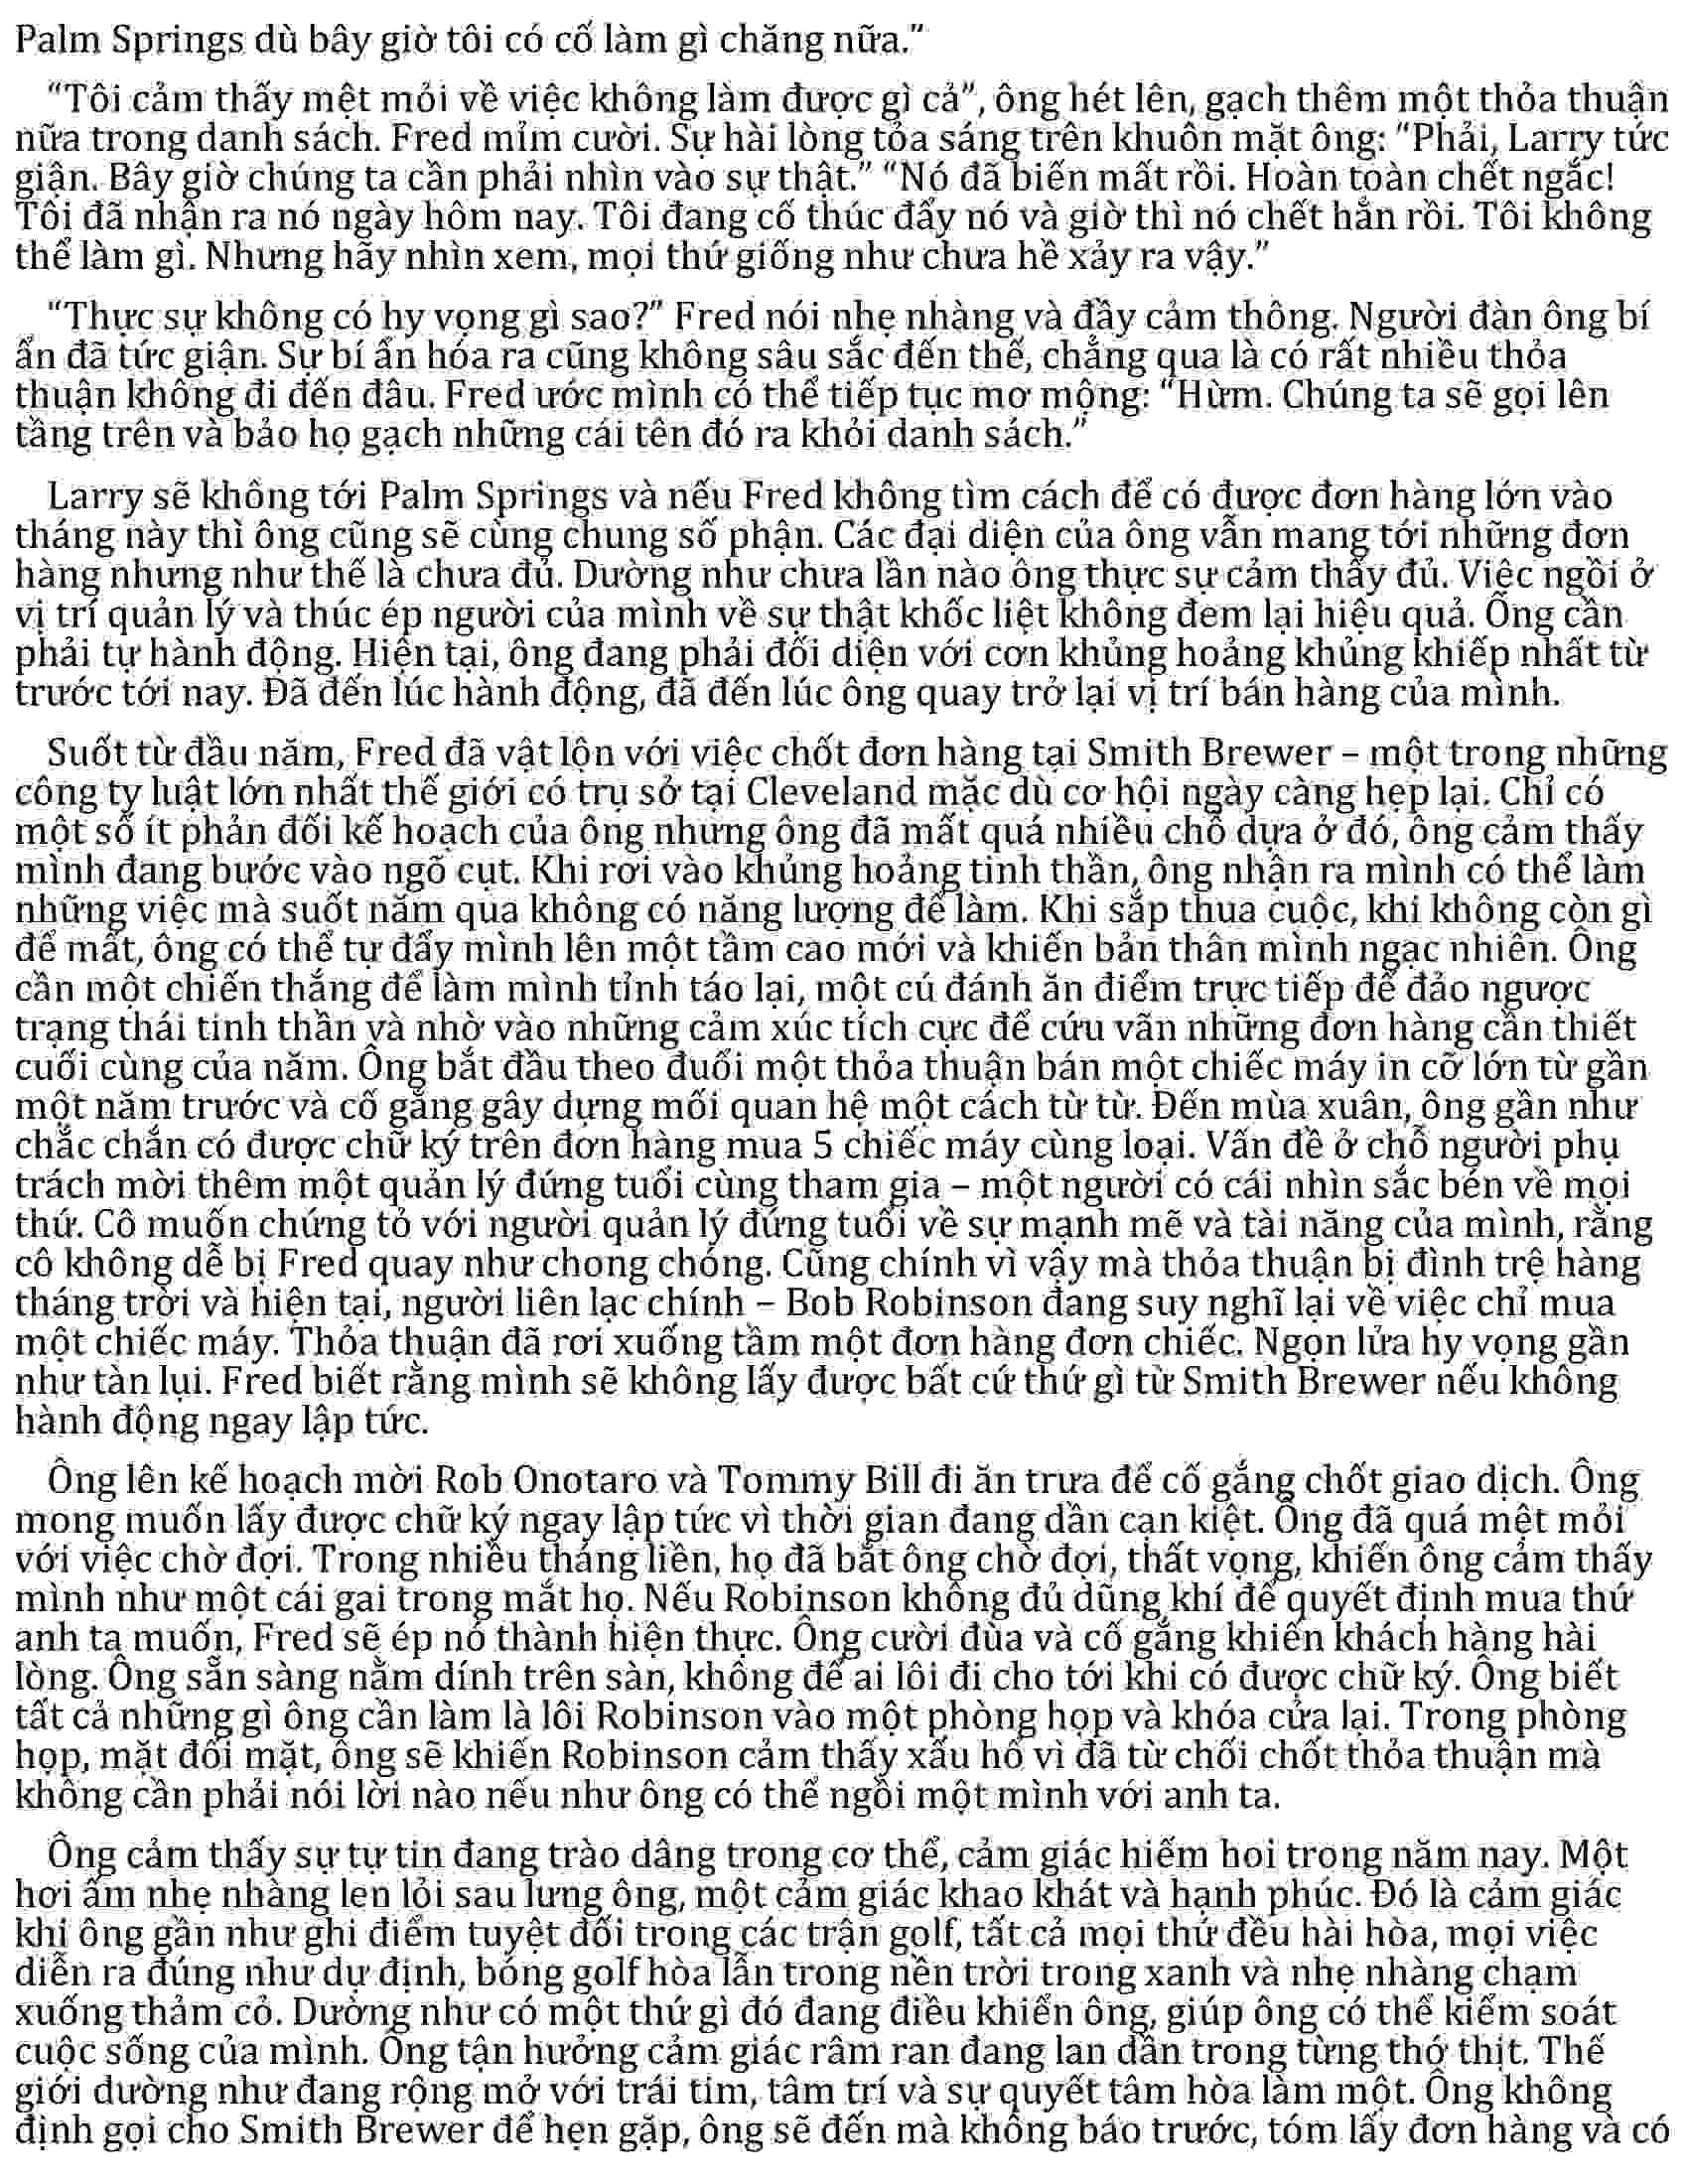 Palm Springs dù bây giờ tôi có cố làm gì chăng nữa.”
“Tôi cảm thấy mệt mỏi về việc không làm được gì cả”, ông hét lên, gạch thêm một thỏa thuận
nữa trong danh sách. Fred mỉm cười. Sự hài lòng tỏa sáng trên khuôn mặt ông: “Phải, Larry tức
giận. Bây giờ chúng ta cần phải nhìn vào sự thật.” “Nó đã biến mất rồi. Hoàn toàn chết ngắc!
Tôi đã nhận ra nó ngày hôm nay. Tôi đang cố thúc đẩy nó và giờ thì nó chết hẳn rồi. Tôi không
thể làm gì. Nhưng hãy nhìn xem, mọi thứ giống như chưa hề xảy ra vậy.”
“Thực sự không có hy vọng gì sao?” Fred nói nhẹ nhàng và đầy cảm thông. Người đàn ông bí
ẩn đã tức giận. Sự bí ẩn hóa ra cũng không sâu sắc đến thế, chẳng qua là có rất nhiều thỏa
thuận không đi đến đâu. Fred ước mình có thể tiếp tục mơ mộng: “Hừm. Chúng ta sẽ gọi lên
tầng trên và bảo họ gạch những cái tên đó ra khỏi danh sách.”
Larry sẽ không tới Palm Springs và nếu Fred không tìm cách để có được đơn hàng lớn vào
tháng này thì ông cũng sẽ cùng chung số phận. Các đại diện của ông vẫn mang tới những đơn
hàng nhưng như thế là chưa đủ. Dường như chưa lần nào ông thực sự cảm thấy đủ. Việc ngồi ở
vị trí quản lý và thúc ép người của mình về sự thật khốc liệt không đem lại hiệu quả. Ông cần
phải tự hành động. Hiện tại, ông đang phải đối diện với cơn khủng hoảng khủng khiếp nhất từ
trước tới nay. Đã đến lúc hành động, đã đến lúc ông quay trở lại vị trí bán hàng của mình.
Suốt từ đầu năm, Fred đã vật lộn với việc chốt đơn hàng tại Smith Brewer – một trong những
công ty luật lớn nhất thế giới có trụ sở tại Cleveland mặc dù cơ hội ngày càng hẹp lại. Chỉ có
một số ít phản đối kế hoạch của ông nhưng ông đã mất quá nhiều chỗ dựa ở đó, ông cảm thấy
mình đang bước vào ngõ cụt. Khi rơi vào khủng hoảng tinh thần, ông nhận ra mình có thể làm
những việc mà suốt năm qua không có năng lượng để làm. Khi sắp thua cuộc, khi không còn gì
để mất, ông có thể tự đẩy mình lên một tầm cao mới và khiến bản thân mình ngạc nhiên. Ông
cần một chiến thắng để làm mình tỉnh táo lại, một cú đánh ăn điểm trực tiếp để đảo ngược
trạng thái tinh thần và nhờ vào những cảm xúc tích cực để cứu vãn những đơn hàng cần thiết
cuối cùng của năm. Ông bắt đầu theo đuổi một thỏa thuận bán một chiếc máy in cỡ lớn từ gần
một năm trước và cố gắng gây dựng mối quan hệ một cách từ từ. Đến mùa xuân, ông gần như
chắc chắn có được chữ ký trên đơn hàng mua 5 chiếc máy cùng loại. Vấn đề ở chỗ người phụ
trách mời thêm một quản lý đứng tuổi cùng tham gia – một người có cái nhìn sắc bén về mọi
thứ. Cô muốn chứng tỏ với người quản lý đứng tuổi về sự mạnh mẽ và tài năng của mình, rằng
cô không dễ bị Fred quay như chong chóng. Cũng chính vì vậy mà thỏa thuận bị đình trệ hàng
tháng trời và hiện tại, người liên lạc chính – Bob Robinson đang suy nghĩ lại về việc chỉ mua
một chiếc máy. Thỏa thuận đã rơi xuống tầm một đơn hàng đơn chiếc. Ngọn lửa hy vọng gần
như tàn lụi. Fred biết rằng mình sẽ không lấy được bất cứ thứ gì từ Smith Brewer nếu không
hành động ngay lập tức.
Ông lên kế hoạch mời Rob Onotaro và Tommy Bill đi ăn trưa để cố gắng chốt giao dịch. Ông
mong muốn lấy được chữ ký ngay lập tức vì thời gian đang dần cạn kiệt. Ông đã quá mệt mỏi
với việc chờ đợi. Trong nhiều tháng liền, họ đã bắt ông chờ đợi, thất vọng, khiến ông cảm thấy
mình như một cái gai trong mắt họ. Nếu Robinson không đủ dũng khí để quyết định mua thứ
anh ta muốn, Fred sẽ ép nó thành hiện thực. Ông cười đùa và cố gắng khiến khách hàng hài
lòng. Ông sẵn sàng nằm dính trên sàn, không để ai lôi đi cho tới khi có được chữ ký. Ông biết
tất cả những gì ông cần làm là lôi Robinson vào một phòng họp và khóa cửa lại. Trong phòng
họp, mặt đối mặt, ông sẽ khiến Robinson cảm thấy xấu hổ vì đã từ chối chốt thỏa thuận mà
không cần phải nói lời nào nếu như ông có thể ngồi một mình với anh ta.
Ông cảm thấy sự tự tin đang trào dâng trong cơ thể, cảm giác hiếm hoi trong năm nay. Một
hơi ấm nhẹ nhàng len lỏi sau lưng ông, một cảm giác khao khát và hạnh phúc. Đó là cảm giác
khi ông gần như ghi điểm tuyệt đối trong các trận golf, tất cả mọi thứ đều hài hòa, mọi việc
diễn ra đúng như dự định, bóng golf hòa lẫn trong nền trời trong xanh và nhẹ nhàng chạm
xuống thảm cỏ. Dường như có một thứ gì đó đang điều khiển ông, giúp ông có thể kiểm soát
cuộc sống của mình. Ông tận hưởng cảm giác râm ran đang lan dần trong từng thớ thịt. Thế
giới dường như đang rộng mở với trái tim, tâm trí và sự quyết tâm hòa làm một. Ông không
định gọi cho Smith Brewer để hẹn gặp, ông sẽ đến mà không báo trước, tóm lấy đơn hàng và có